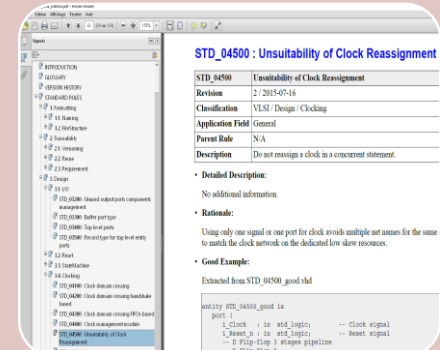 Edition Affichage Fenetre Aide
Signets
INTRODUCTION
GLOSSARY
VERSION HISTORY
STANDARD RULES
1 Formatting
1.1. Naming
1.2. FileStructure
2 Traceability
2.1. Versioning
2.2. Reuse
2.3. Requirement
3 Design
3.1. I/O
STD_03200 : Unused output ports components
management
STD_03300 : Buffer port type
STD_03400 : Top level ports
STD_03500 : Record type for top level entity
ports
3.2. Reset
3.3. StateMachine
3.4. Clocking
STD_04100 : Clock domain crossing
STD_04200 : Clock domain crossing handshake
based
STD_04300 : Clock domain crossing FIFOs based
STD_04400 : Clock management module
STD_04500 : Unsuitability of Clock
Reassignment
STD_04500 : Unsuitability of Clock Reassignment
STD_04500 Unsuitability of Clock Reassignment
Revision 2 / 2015-07-16
Classification VLSI / Design / Clocking
Application Field General
Parent Rule N/A
Description Do not reassign a clock in a concurrent statement.
• Detailed Description:
No additional information.
• Rationale:
Using only one signal or one port for clock avoids multiple net names for the same
to match the clock network on the dedicated low skew resources.
• Good Example:
Extracted from STD_04500_good.vhd
entity STD_04500_good is
port (
i_Clock : in std_logic; -- Clock signal
i_Reset_n : in std_logic; -- Reset signal
-- D Flip-Flop 3 stages pipeline